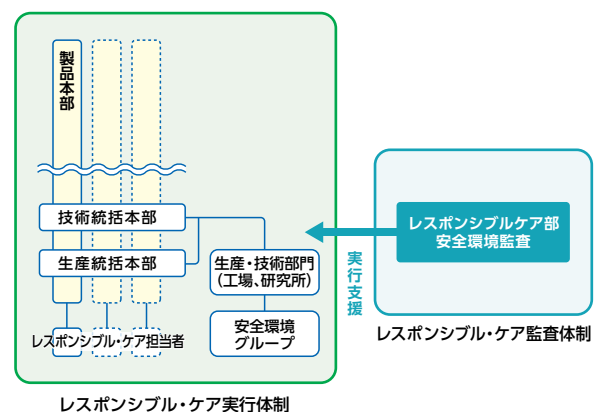 製品本部
技術統括本部
生産統括本部
レスポンシブル・ケア担当者
生産・技術部門
(工場、研究所)
安全環境
グループ
実行支援
レスポンシブルケア部
安全環境監査
レスポンシブル・ケア監査体制
レスポンシブル・ケア実行体制